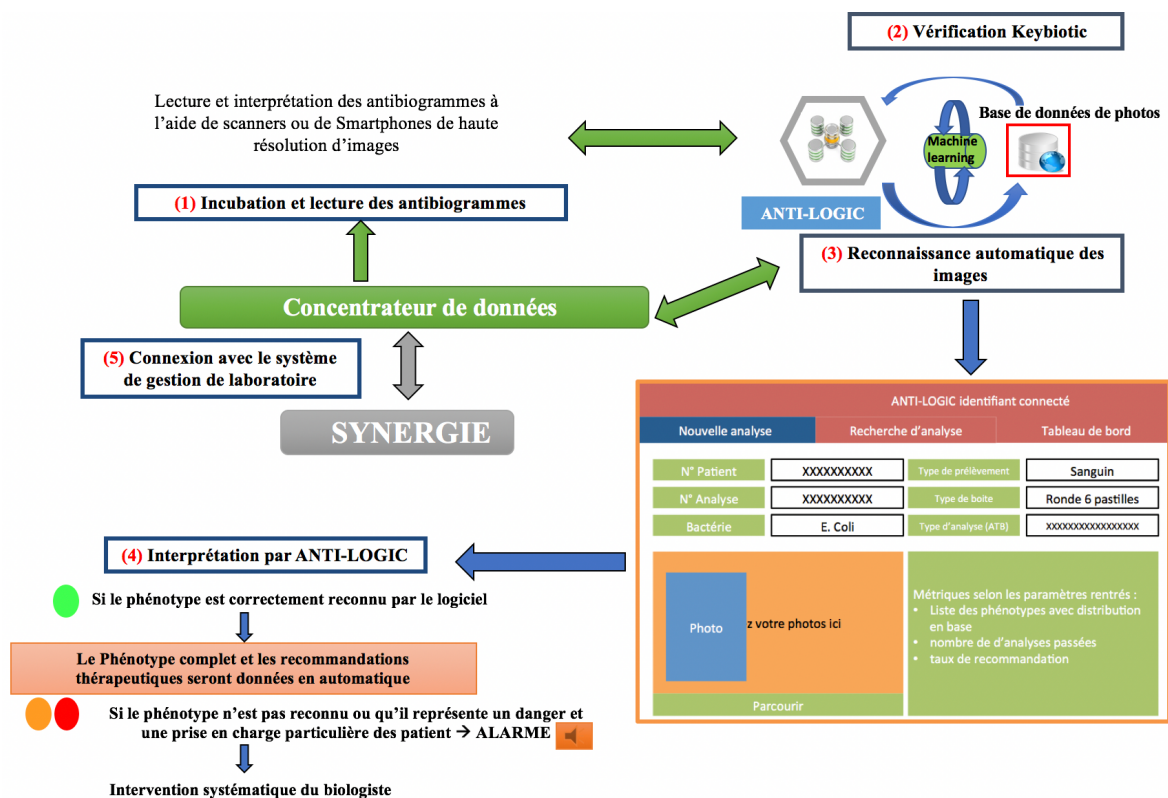 (2) Vérification Keybiotic
Lecture et interprétation des antibiogrammes à
l'aide de scanners ou de Smartphones de haute
résolution d'images
Base de données de photos
Machine
learning
(1) Incubation et lecture des antibiogrammes
ANTI-LOGIC
(3) Reconnaissance automatique des
images
Concentrateur de données
(5) Connexion avec le système
de gestion de laboratoire
SYNERGIE
ANTI-LOGIC identifiant connecté
Nouvelle analyse
Recherche d'analyse
Tableau de bord
N° Patient
XXXXXXXXXX
Type de prélèvement
Sanguin
N° Analyse
XXXXXXXXXX
Type de boite
Ronde 6 pastilles
Bactérie
E. Coli
Type d'analyse (ATB)
XXXXXXXXXXXXXXXXX
Photo
z votre photos ici
Parcourir
Métriques selon les paramètres rentrés :
• Liste des phénotypes avec distribution
en base
• nombre de d'analyses passées
• taux de recommandation
(4) Interprétation par ANTI-LOGIC
Si le phénotype est correctement reconnu par le logiciel
Le Phénotype complet et les recommandations
thérapeutiques seront données en automatique
Si le phénotype n'est pas reconnu ou qu'il représente un danger et
une prise en charge particulière des patient → ALARME
Intervention systématique du biologiste